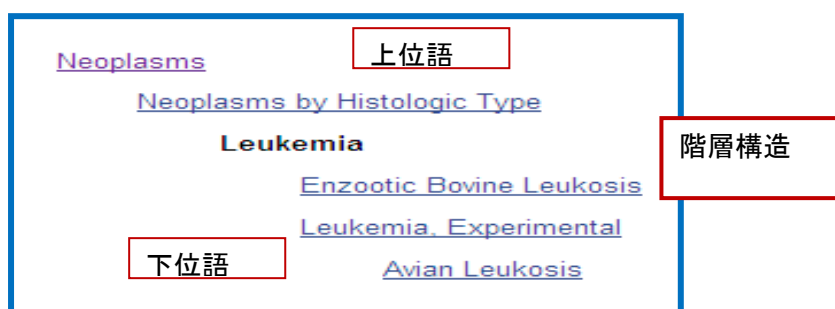 上位語
Neoplasms
Neoplasms by Histologic Type
Leukemia
階層構造
Enzootic Bovine Leukosis
Leukemia, Experimental
下位語
Avian Leukosis